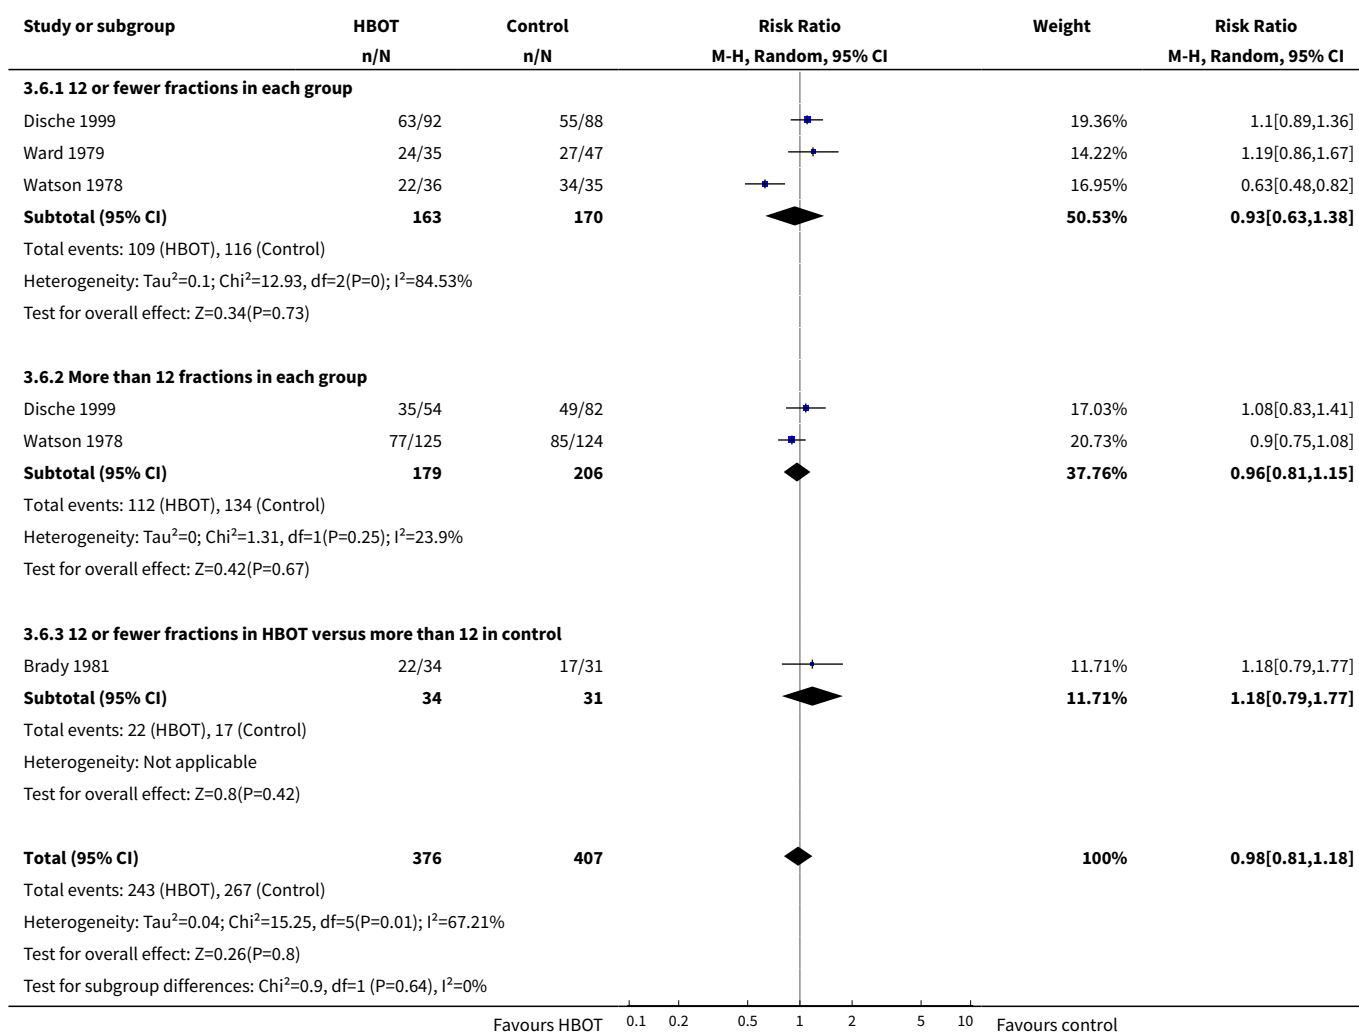 Study or subgroup HBOT Control Risk Ratio Weight Risk Ratio
n/N n/N M-H, Random, 95% CI M-H, Random, 95% CI
3.6.1 12 or fewer fractions in each group
Dische 1999 63/92 55/88 19.36% 1.1[0.89,1.36]
Ward 1979 24/35 27/47 14.22% 1.19[0.86,1.67]
Watson 1978 22/36 34/35 16.95% 0.63[0.48,0.82]
Subtotal (95% CI) 163 170 50.53% 0.93[0.63,1.38]
Total events: 109 (HBOT), 116 (Control)
Heterogeneity: Tau²=0.1; Chi²=12.93, df=2(P=0); I²=84.53%
Test for overall effect: Z=0.34(P=0.73)
3.6.2 More than 12 fractions in each group
Dische 1999 35/54 49/82 17.03% 1.08[0.83,1.41]
Watson 1978 77/125 85/124 20.73% 0.9[0.75,1.08]
Subtotal (95% CI) 179 206 37.76% 0.96[0.81,1.15]
Total events: 112 (HBOT), 134 (Control)
Heterogeneity: Tau²=0; Chi²=1.31, df=1(P=0.25); I²=23.9%
Test for overall effect: Z=0.42(P=0.67)
3.6.3 12 or fewer fractions in HBOT versus more than 12 in control
Brady 1981 22/34 17/31 11.71% 1.18[0.79,1.77]
Subtotal (95% CI) 34 31 11.71% 1.18[0.79,1.77]
Total events: 22 (HBOT), 17 (Control)
Heterogeneity: Not applicable
Test for overall effect: Z=0.8(P=0.42)
Total (95% CI) 376 407 100% 0.98[0.81,1.18]
Total events: 243 (HBOT), 267 (Control)
Heterogeneity: Tau²=0.04; Chi²=15.25, df=5(P=0.01); I²=67.21%
Test for overall effect: Z=0.26(P=0.8)
Test for subgroup differences: Chi²=0.9, df=1 (P=0.64), I²=0%
Favours HBOT 0.1 0.2 0.5 1 2 5 10 Favours control